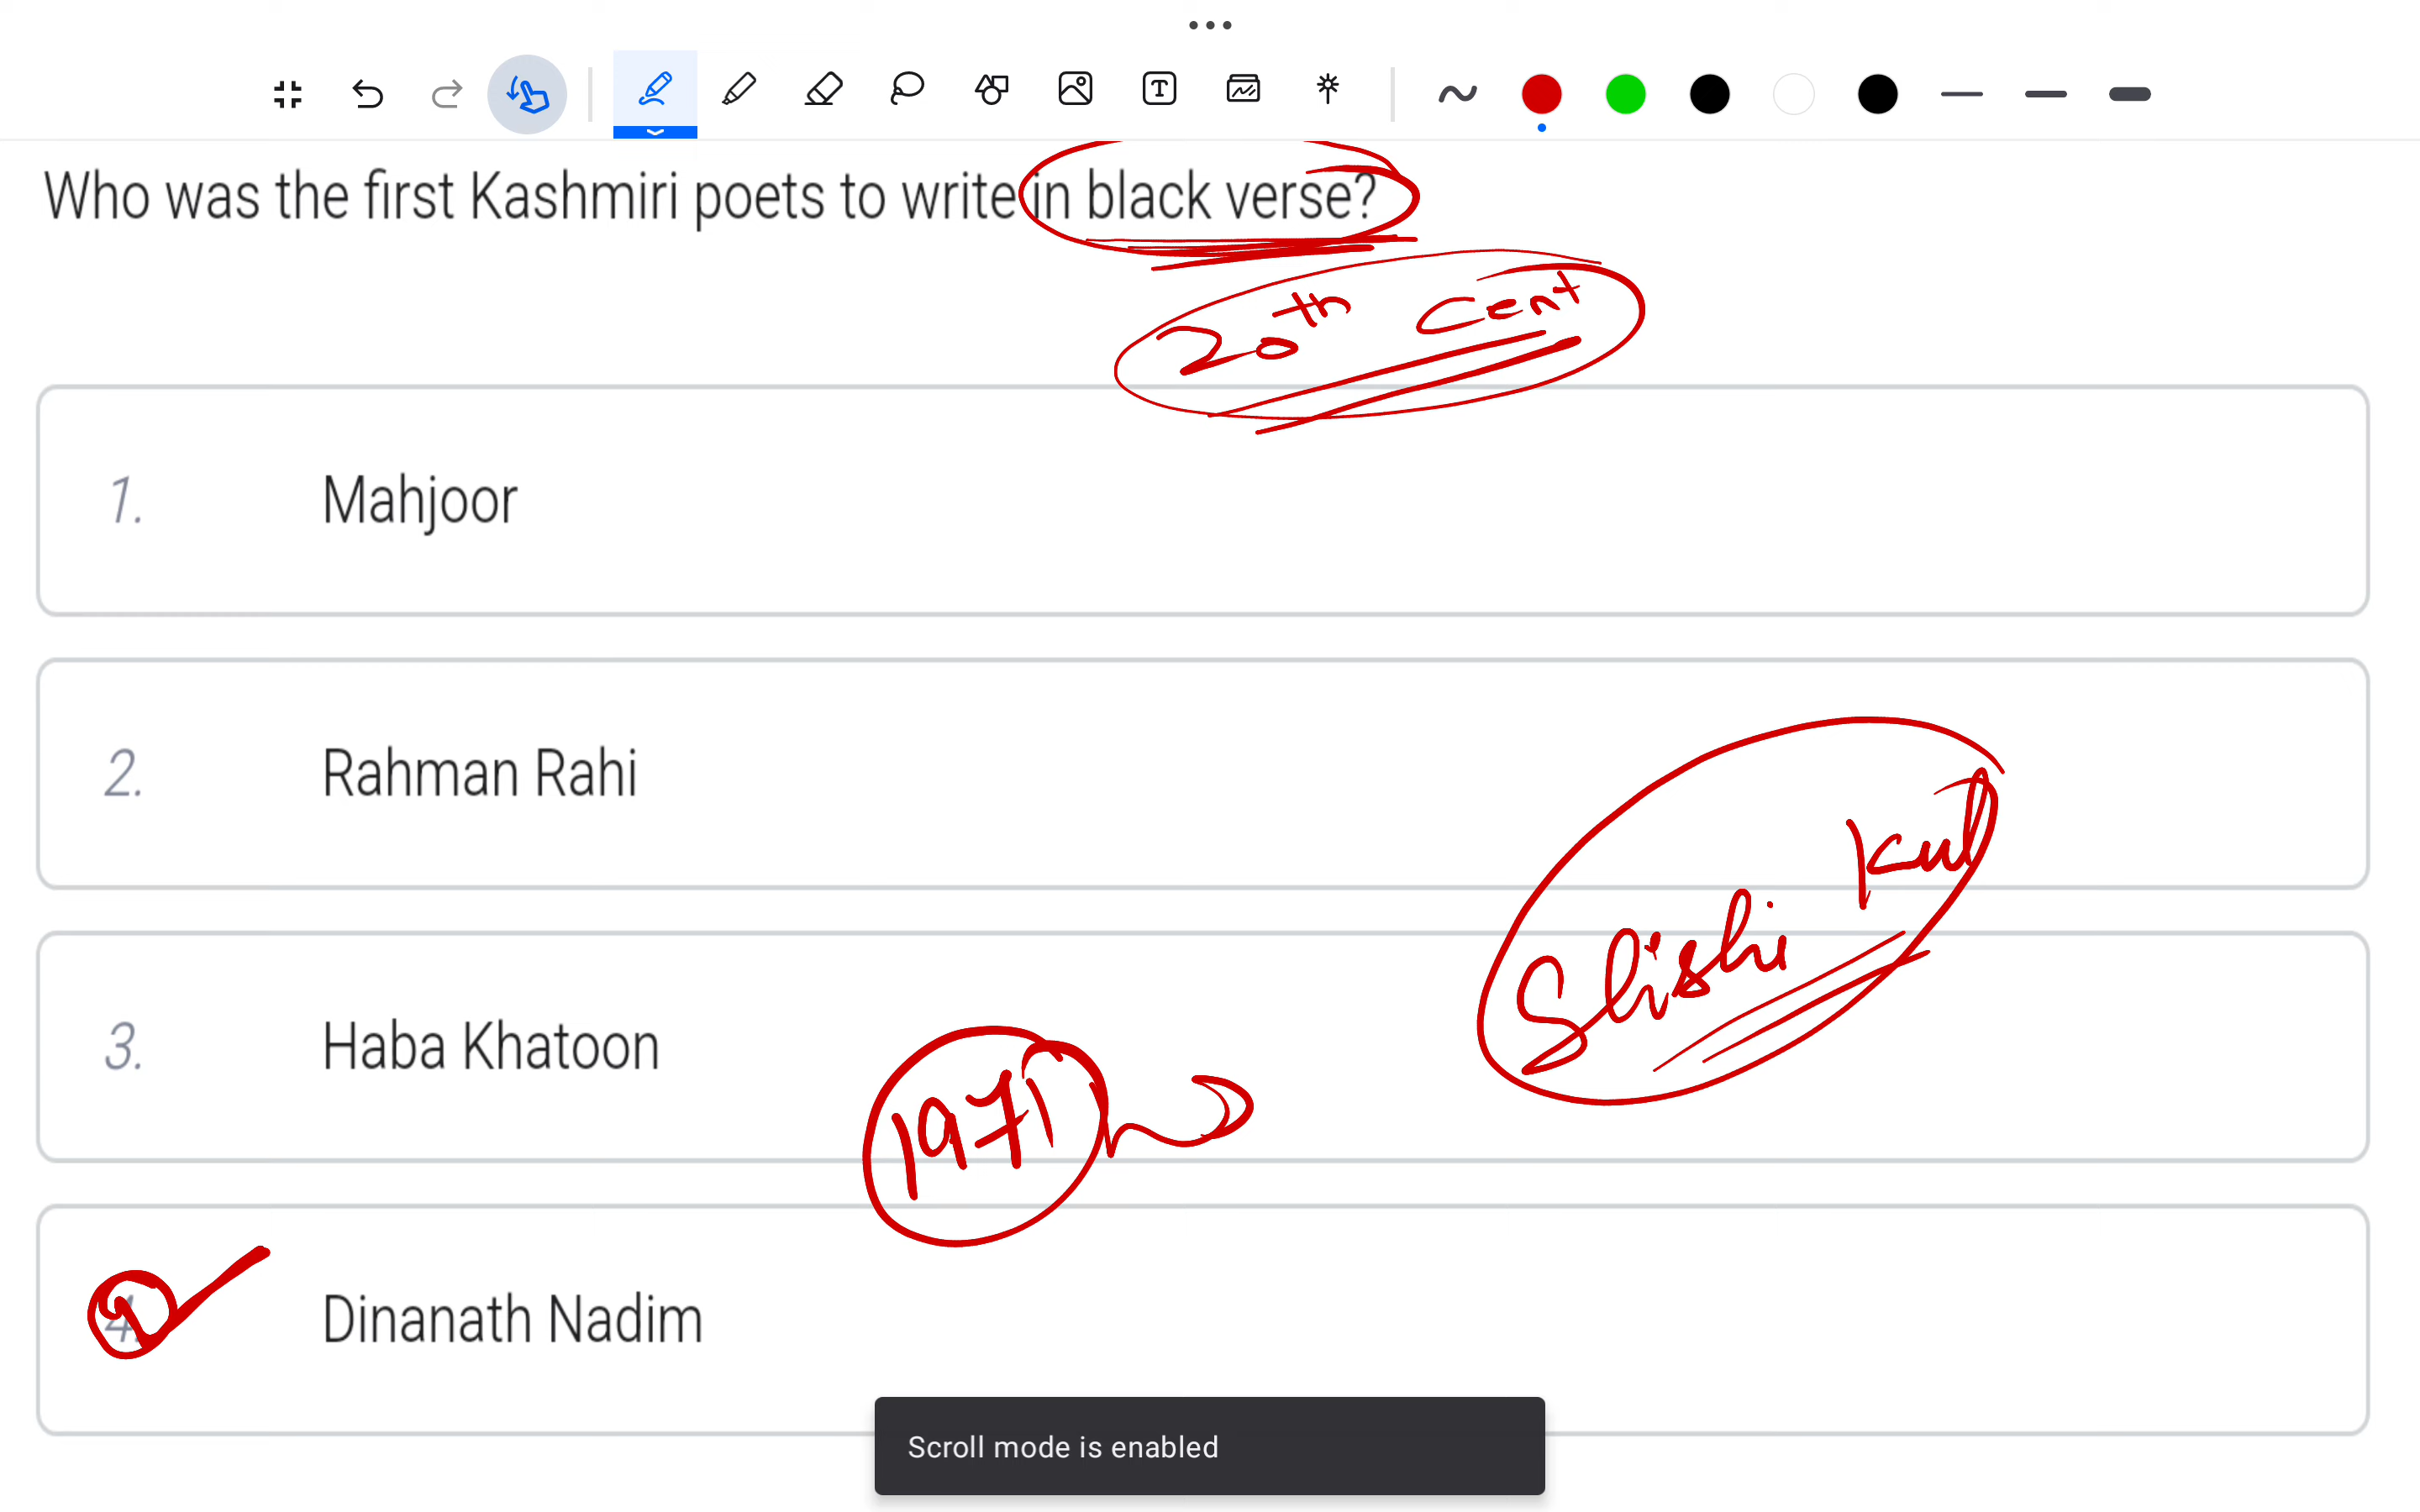 Who was the first Kashmiri poets to write in black verse?
20th Cent
1. Mahjoor
2. Rahman Rahi
Shishi Kul
3. Haba Khatoon
1971
4. Dinanath Nadim
Scroll mode is enabled